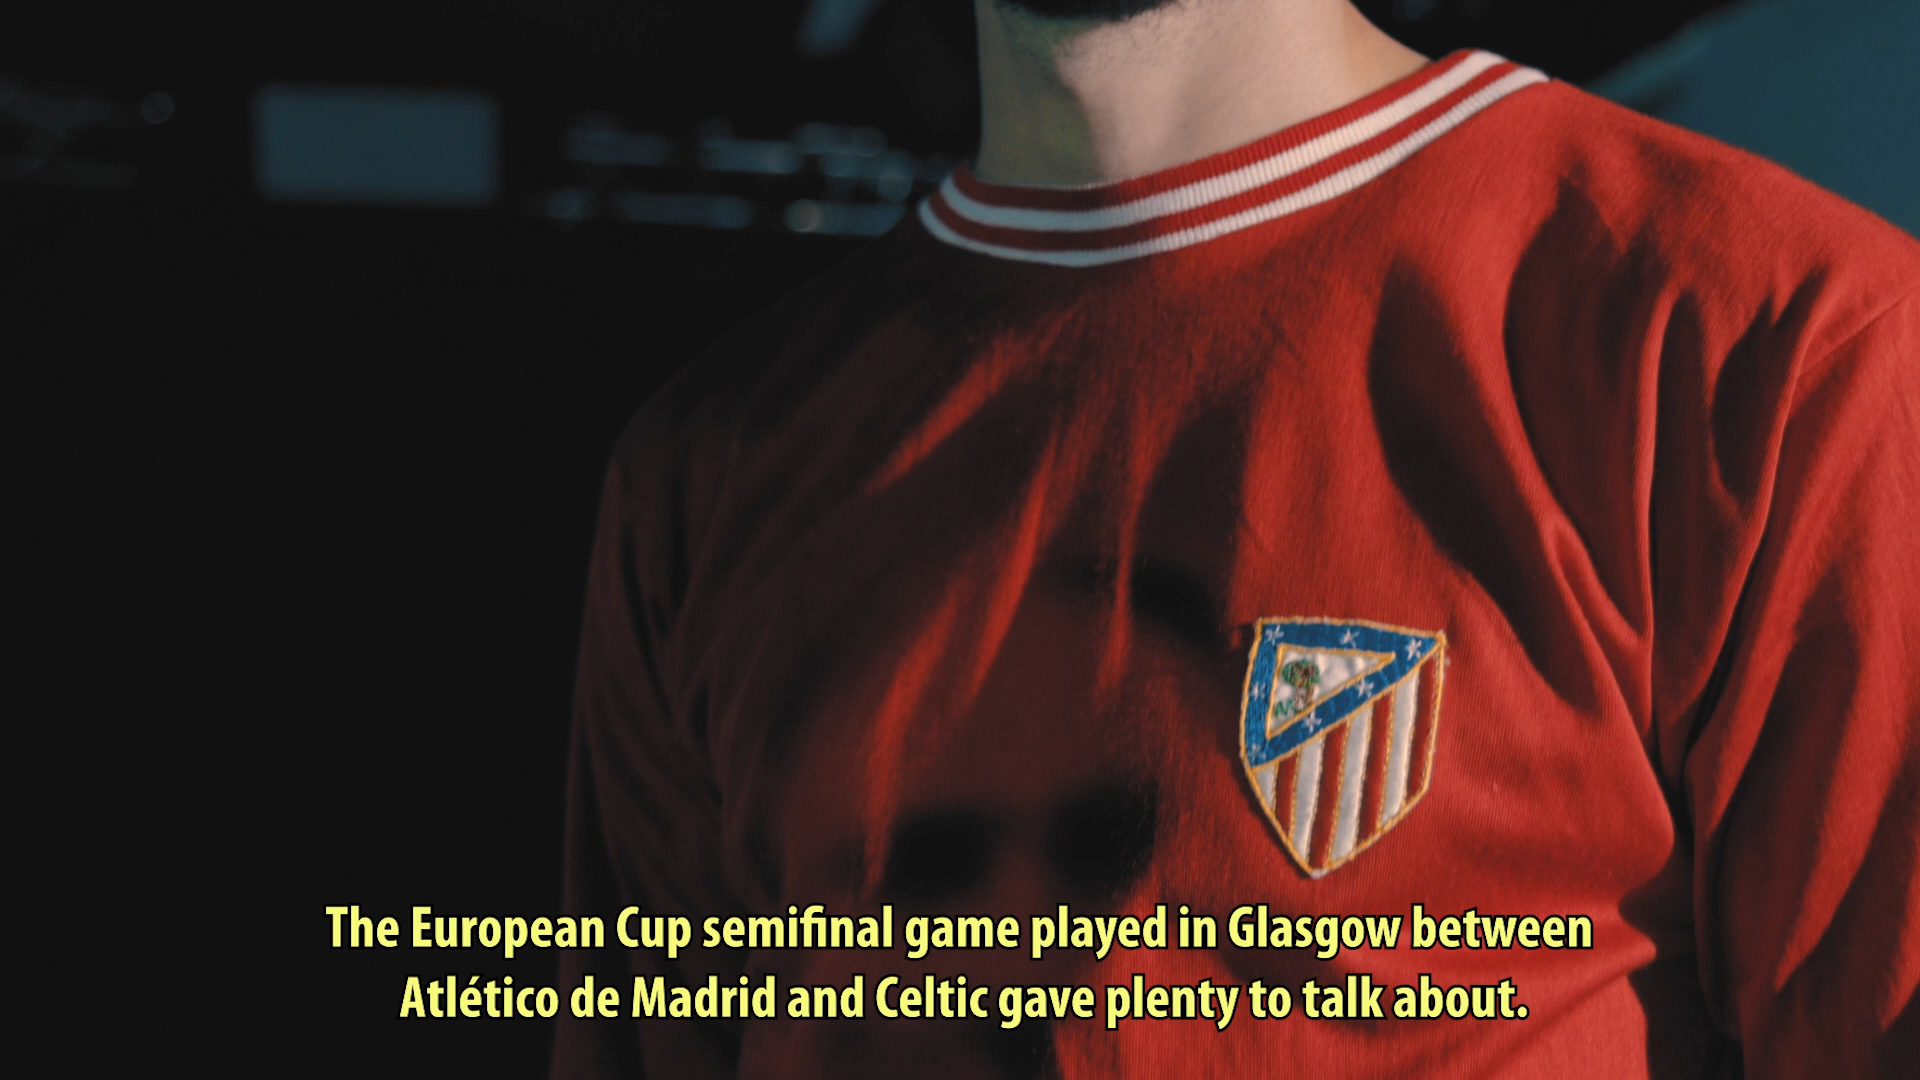 The European Cup semifinal game played in Glasgow between
Atlético de Madrid and Celtic gave plenty to talk about.